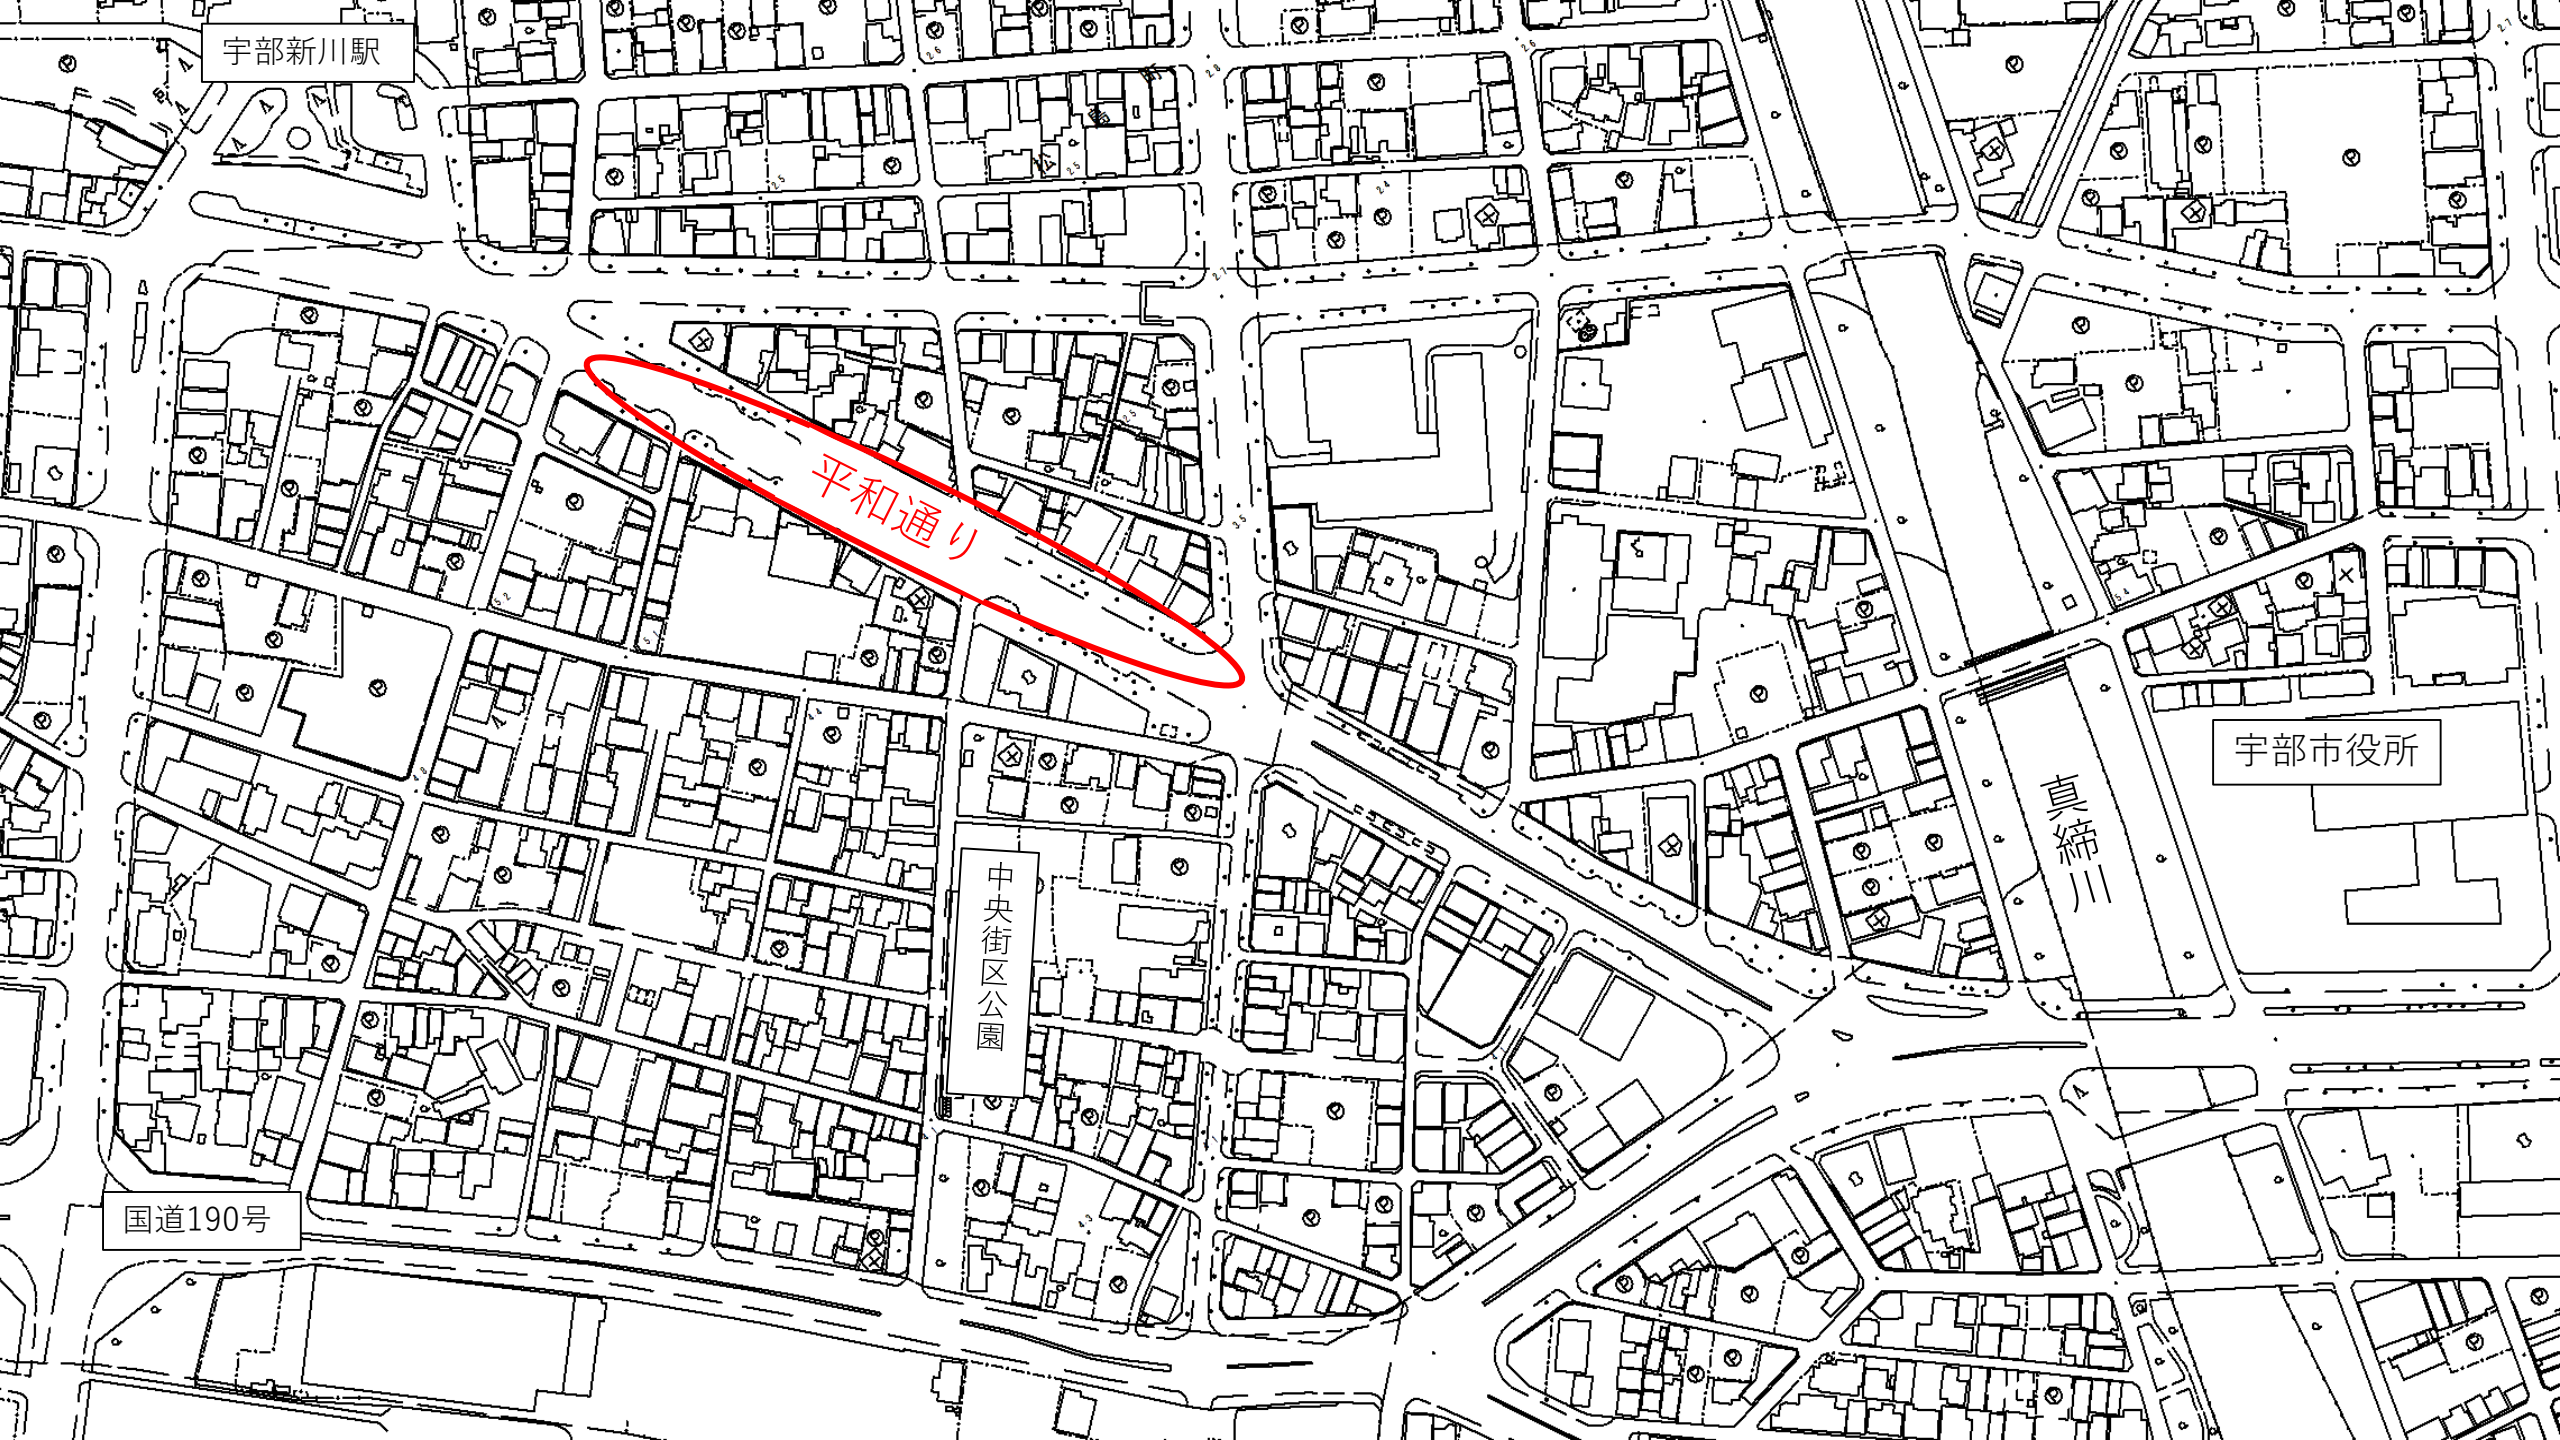 宇部新川駅
平和通り
宇部市役所
真締川
中央街区公園
国道190号